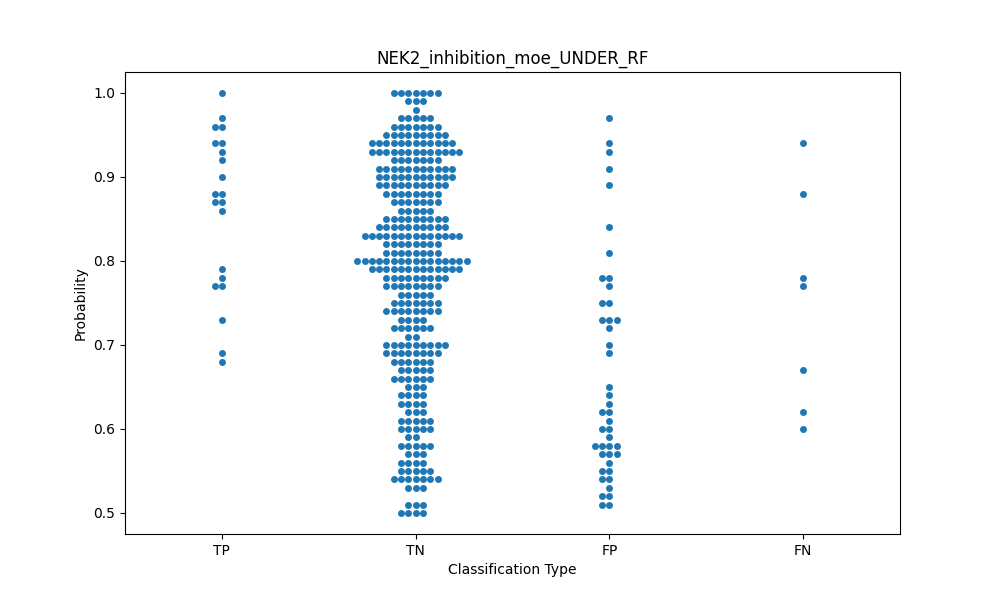 NEK2_inhibition_moe_UNDER_RF
1.0
0.9
0.8
0.7
0.6
0.5
Probability
TP TN FP FN
Classification Type